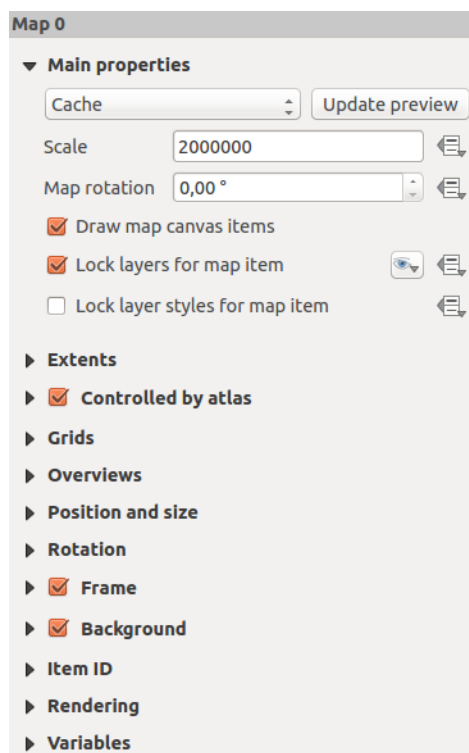 Map 0
Main properties
Cache Update preview
Scale 2000000
Map rotation 0,00 °
Draw map canvas items
Lock layers for map item
Lock layer styles for map item
Extents
Controlled by atlas
Grids
Overviews
Position and size
Rotation
Frame
Background
Item ID
Rendering
Variables